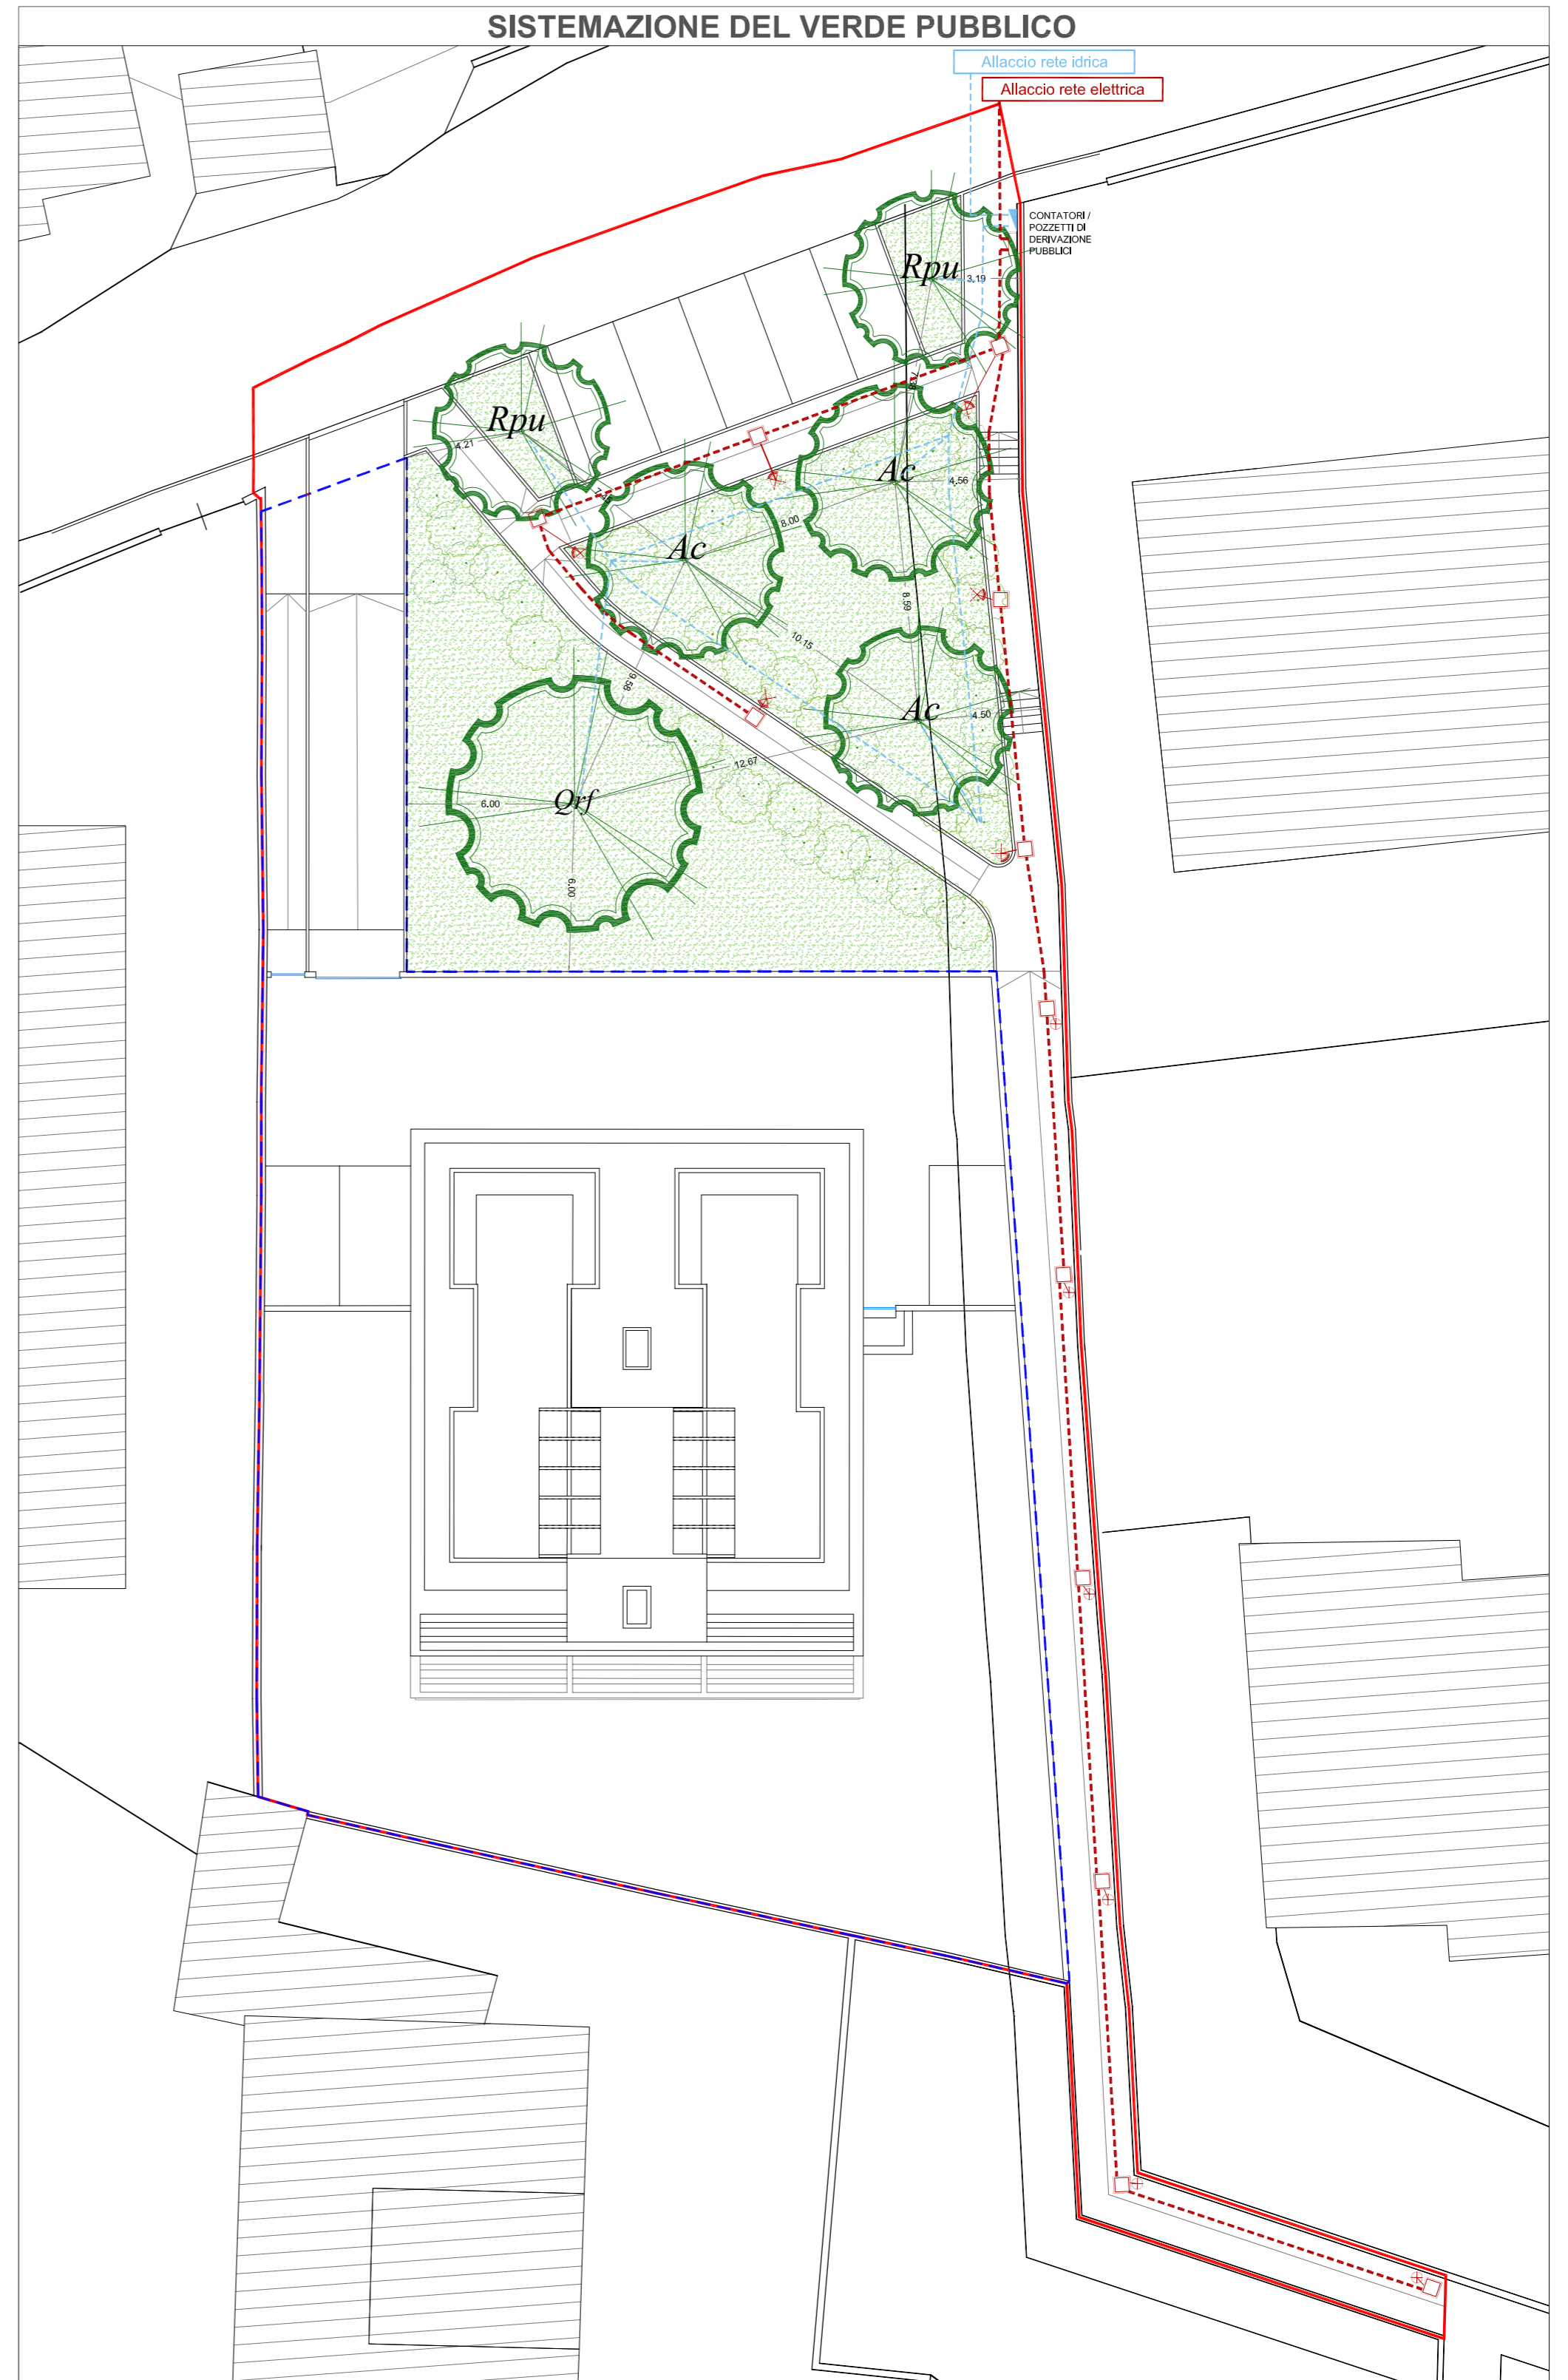 SISTEMAZIONE DEL VERDE PUBBLICO
Allaccio rete idrica
Allaccio rete elettrica
CONTATORI /
POZZETTI DI
DERIVAZIONE
PUBBLICI
Rpu
3.19
7.38
Rpu
4.21
Ac
4.56
8.00
Ac
8.59
10.15
9.58
Ac
4.50
12.67
Qrf
6.00
6.00